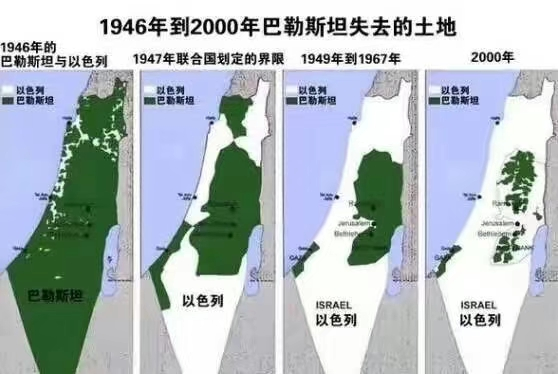 1946年到2000年巴勒斯坦失去的土地
1946年的
巴勒斯坦与以色列
1947年联合国划定的界限
1949年到1967年
2000年
以色列
巴勒斯坦
以色列
巴勒斯坦
以色列
巴勒斯坦
以色列
巴勒斯坦
Jerusalem
Jerusalem
巴勒斯坦
以色列
ISRAEL
以色列
ISRAEL
以色列